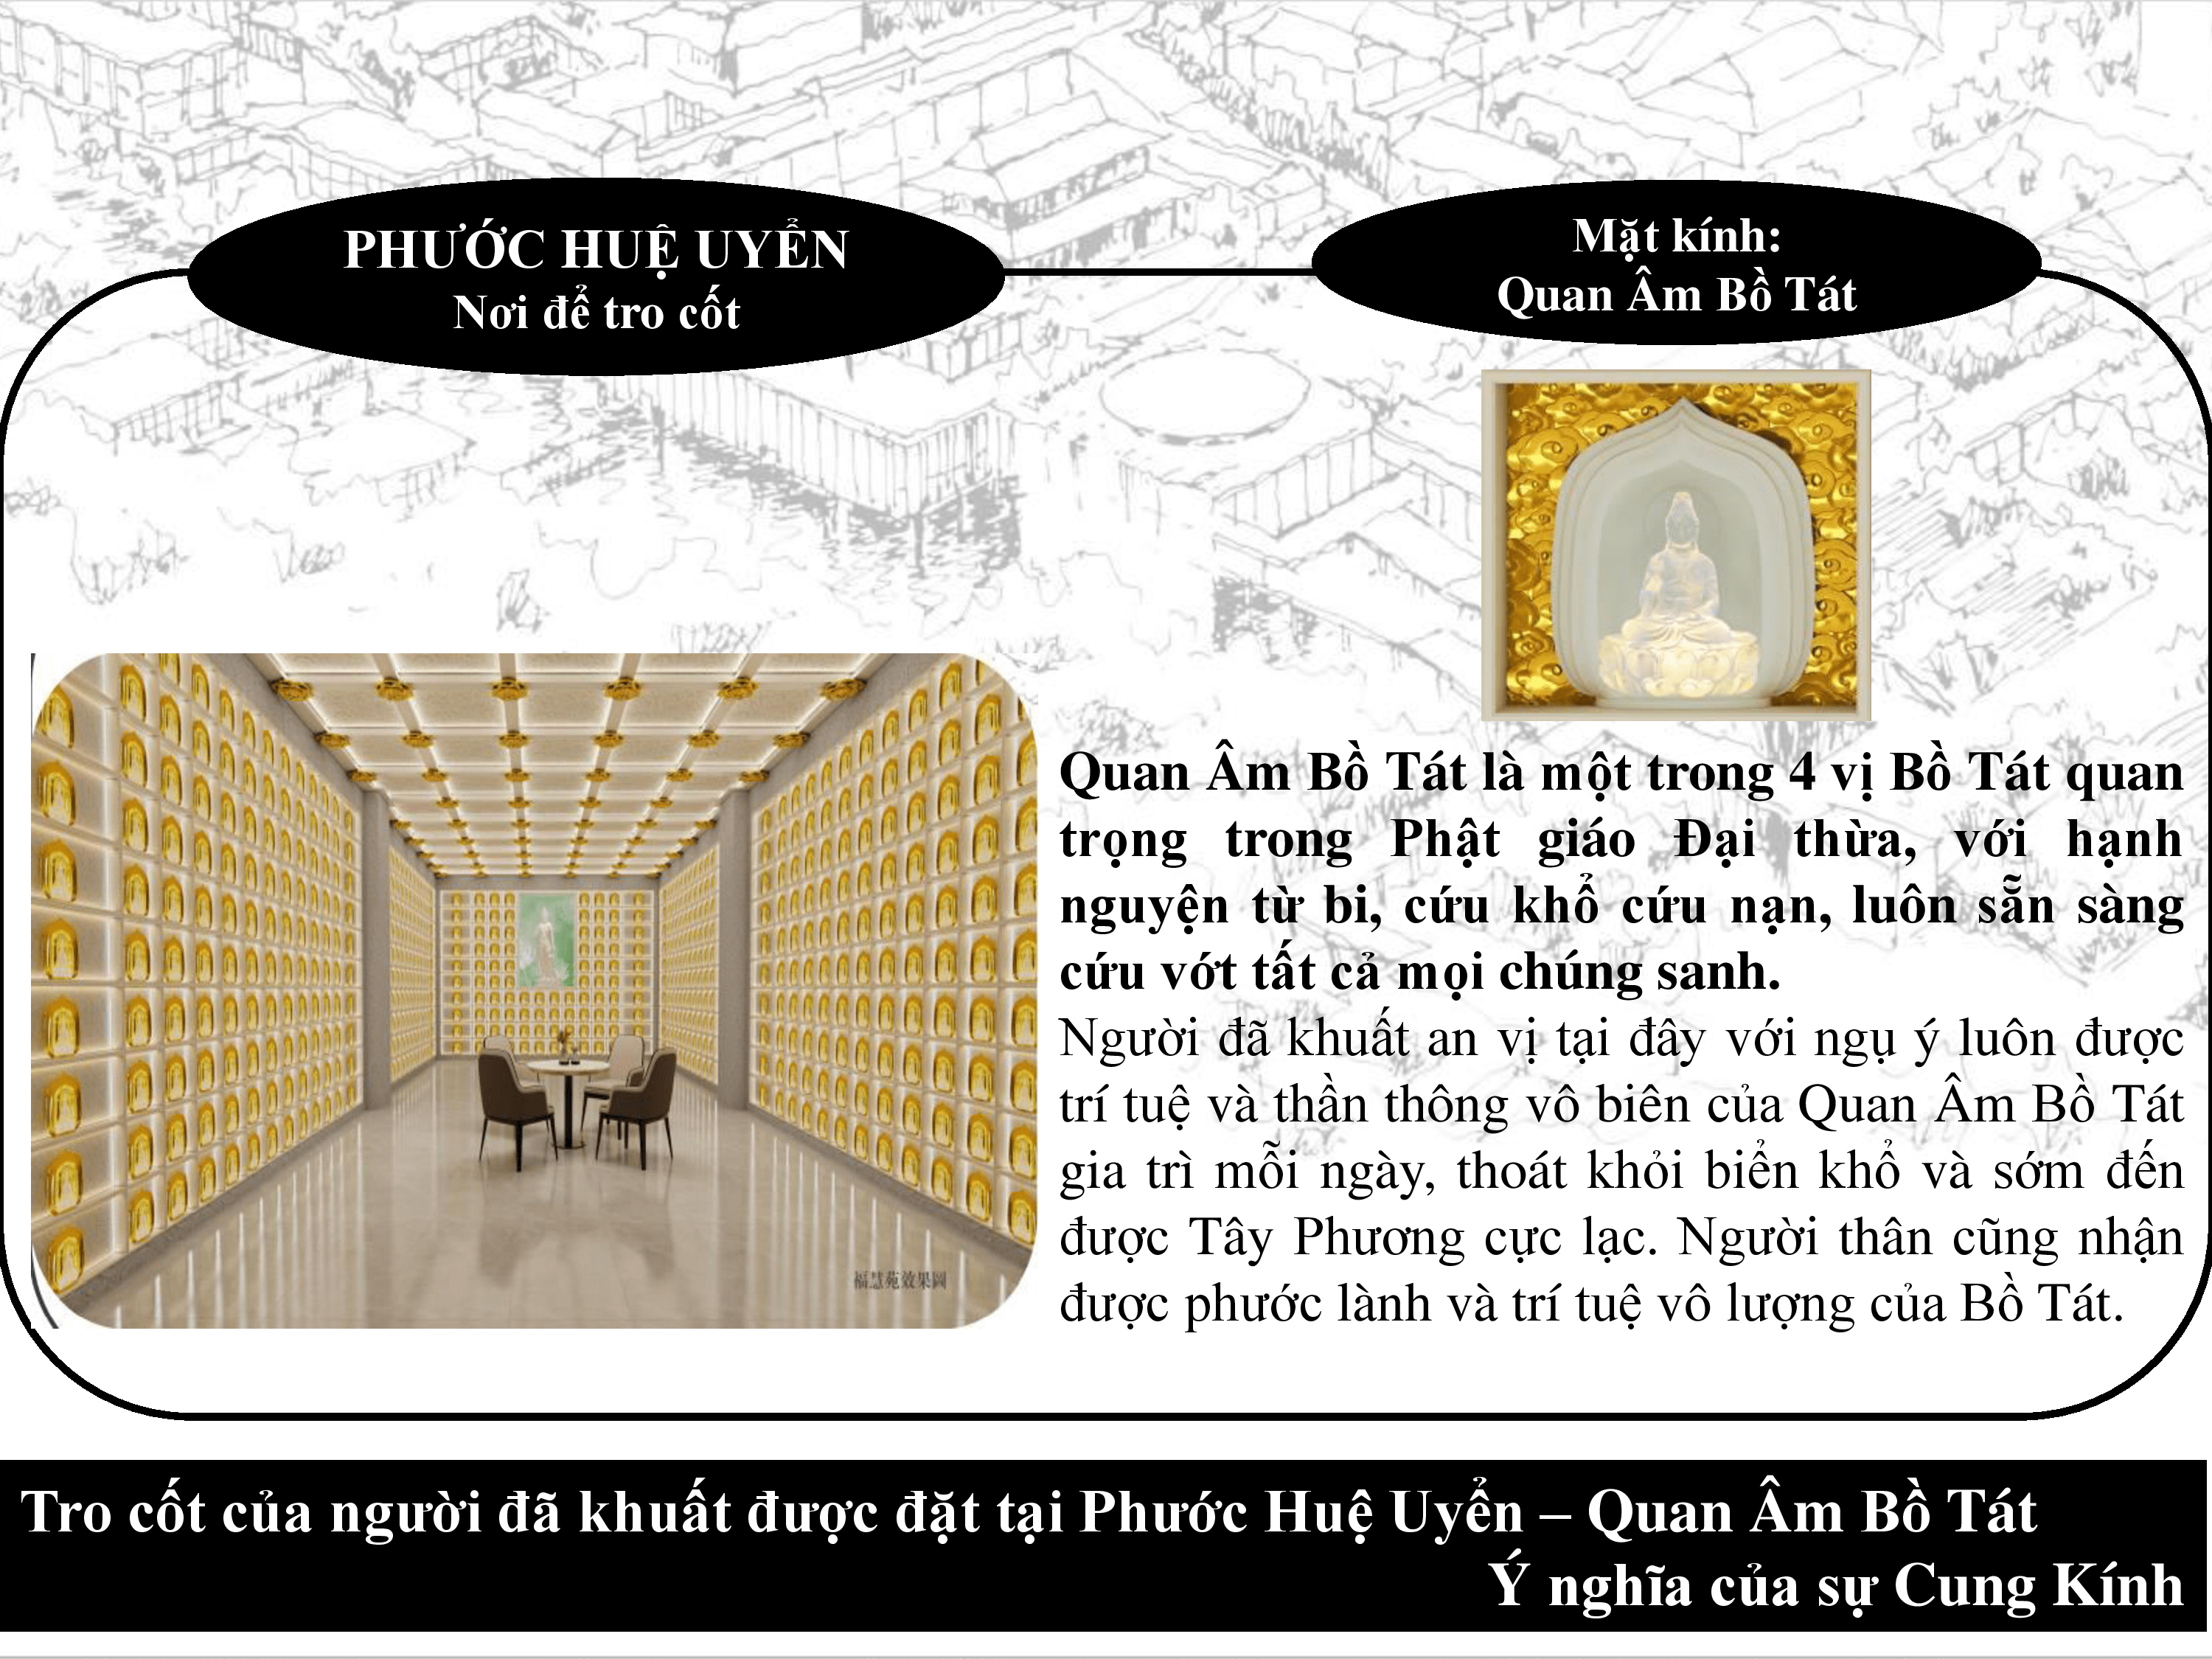 PHƯỚC HUỆ UYỂN
Nơi để tro cốt
Mặt kính:
Quan Âm Bồ Tát
Quan Âm Bồ Tát là một trong 4 vị Bồ Tát quan
trọng trong Phật giáo Đại thừa, với hạnh
nguyện từ bi, cứu khổ cứu nạn, luôn sẵn sàng
cứu vớt tất cả mọi chúng sanh.
Người đã khuất an vị tại đây với ngụ ý luôn được
trí tuệ và thần thông vô biên của Quan Âm Bồ Tát
gia trì mỗi ngày, thoát khỏi biển khổ và sớm đến
được Tây Phương cực lạc. Người thân cũng nhận
được phước lành và trí tuệ vô lượng của Bồ Tát.
福慧苑效果圖
Tro cốt của người đã khuất được đặt tại Phước Huệ Uyển – Quan Âm Bồ Tát
Ý nghĩa của sự Cung Kính